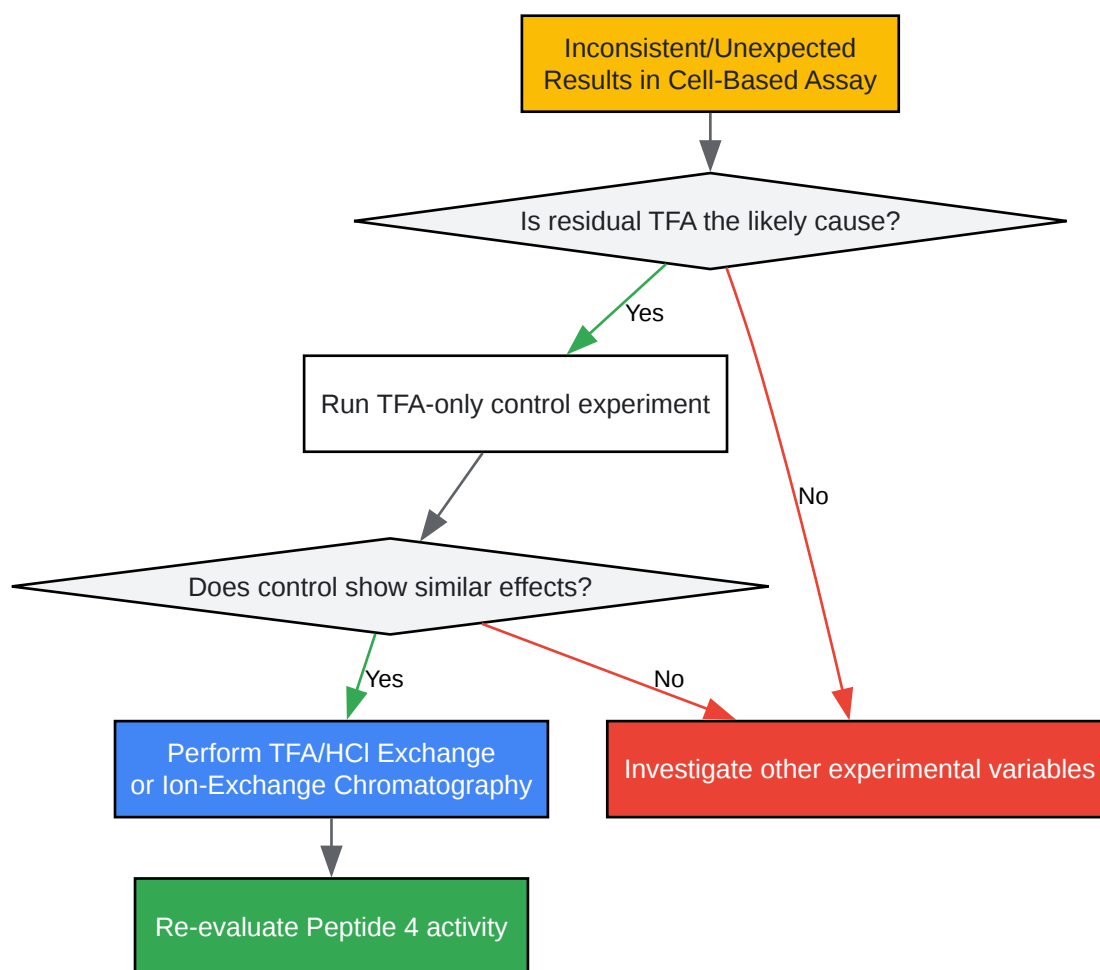 Inconsistent/Unexpected
Results in Cell-Based Assay
Is residual TFA the likely cause?
Yes
Run TFA-only control experiment
No
Does control show similar effects?
Yes
No
Perform TFA/HCl Exchange
or Ion-Exchange Chromatography
Investigate other experimental variables
Re-evaluate Peptide 4 activity